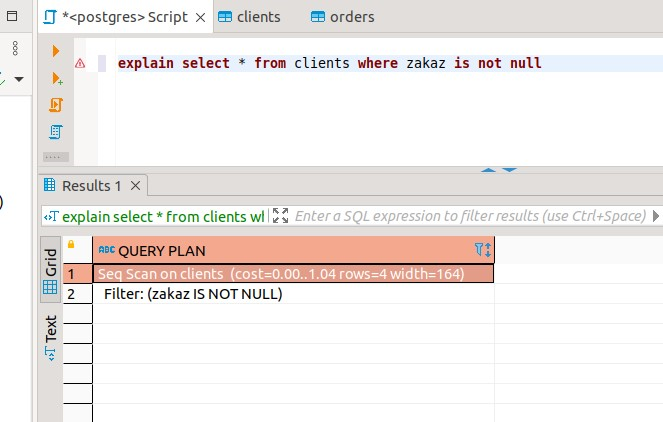 *<postgres> Script
clients
orders
explain select * from clients where zakaz is not null
Results 1
explain select * from clients wl
Enter a SQL expression to filter results (use Ctrl+Space)
Grid
Text
ABC QUERY PLAN
1 Seq Scan on clients (cost=0.00..1.04 rows=4 width=164)
2 Filter: (zakaz IS NOT NULL)